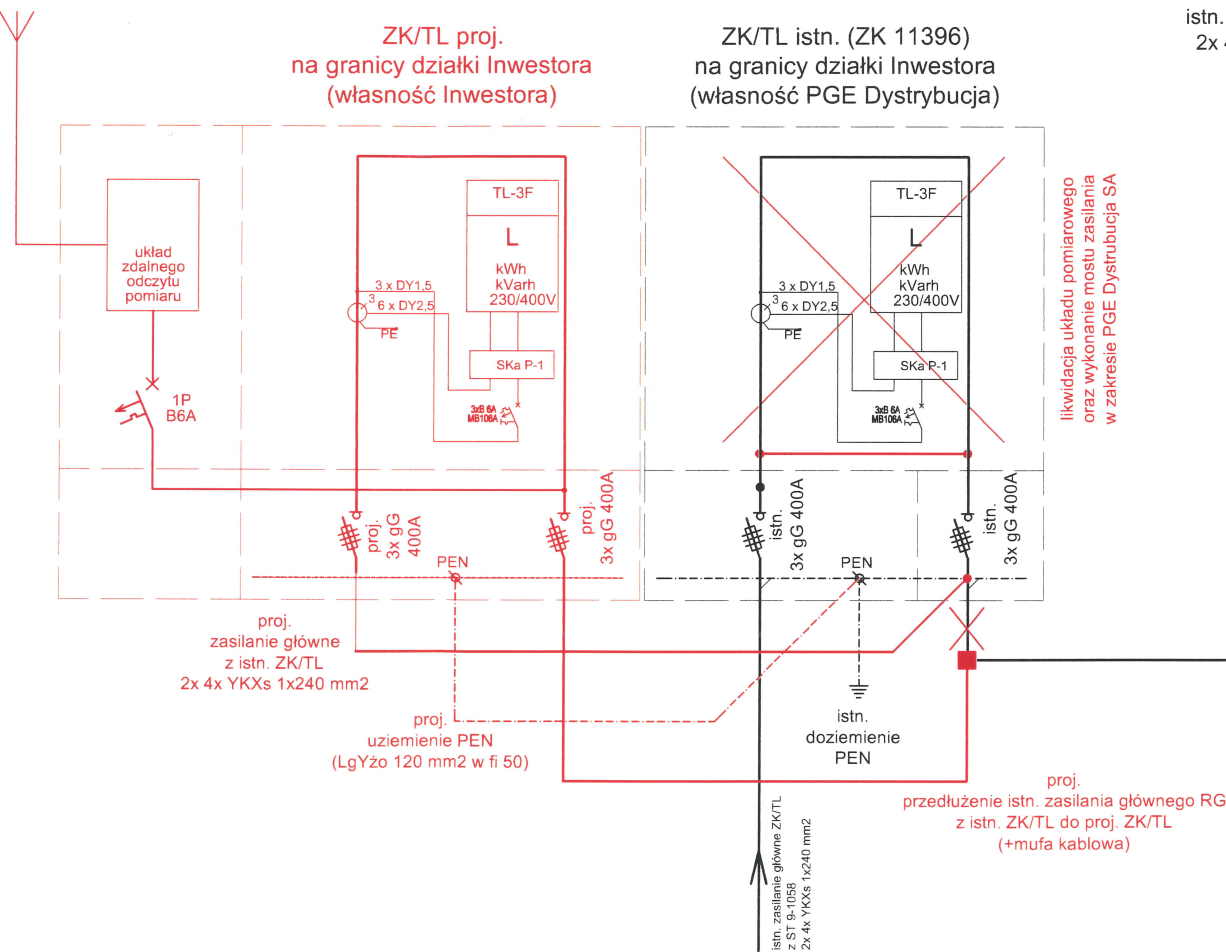 istn.
2x 4
ZK/TL proj.
na granicy działki Inwestora
(własność Inwestora)
ZK/TL istn. (ZK 11396)
na granicy działki Inwestora
(własność PGE Dystrybucja)
układ
zdalnego
odczytu
pomiaru
1P
B6A
TL-3F
L
kWh
kVarh
230/400V
3 x DY1,5
3
6 x DY2,5
PE
SKa P-1
3xB 6A
MB106A
TL-3F
L
kWh
kVarh
230/400V
3 x DY1,5
3
6 x DY2,5
PE
SKa P-1
3xB 6A
MB106A
likwidacja układu pomiarowego
oraz wykonanie mostu zasilania
w zakresie PGE Dystrubucja SA
proj.
3x gG
400A
proj.
3x gG 400A
istn.
3x gG 400A
istn.
3x gG 400A
PEN
PEN
proj.
zasilanie główne
z istn. ZK/TL
2x 4x YKXs 1x240 mm2
proj.
uziemienie PEN
(LgYżo 120 mm2 w fi 50)
istn.
doziemienie
PEN
proj.
przedłużenie istn. zasilania głównego RG
z istn. ZK/TL do proj. ZK/TL
(+mufa kablowa)
istn. zasilanie główne ZK/TL
z ST 9-1058
2x 4x YKXs 1x240 mm2